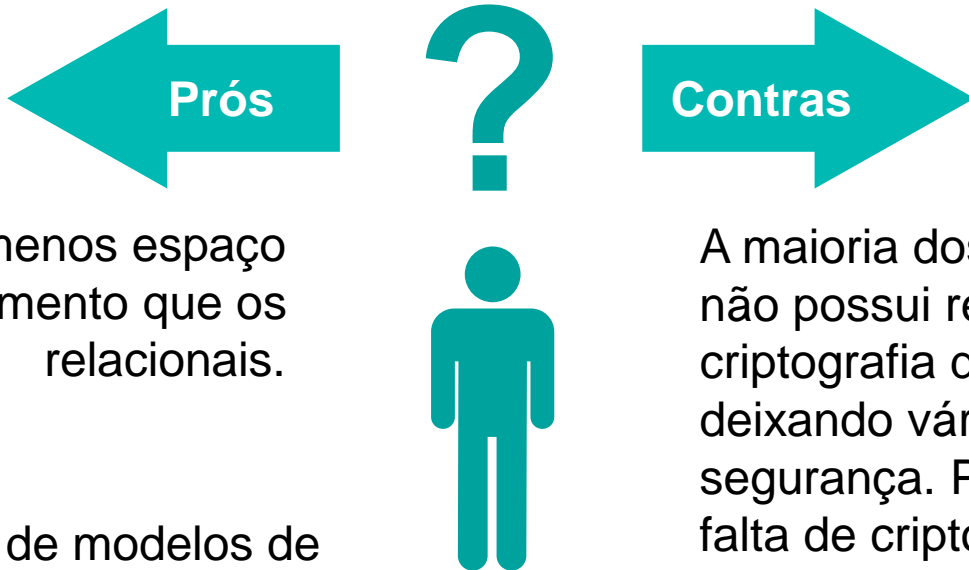 Prós
?
Contras
menos espaço
mento que os
relacionais.
de modelos de
A maioria dos
não possui re
criptografia d
deixando vár
segurança. P
falta de cripto